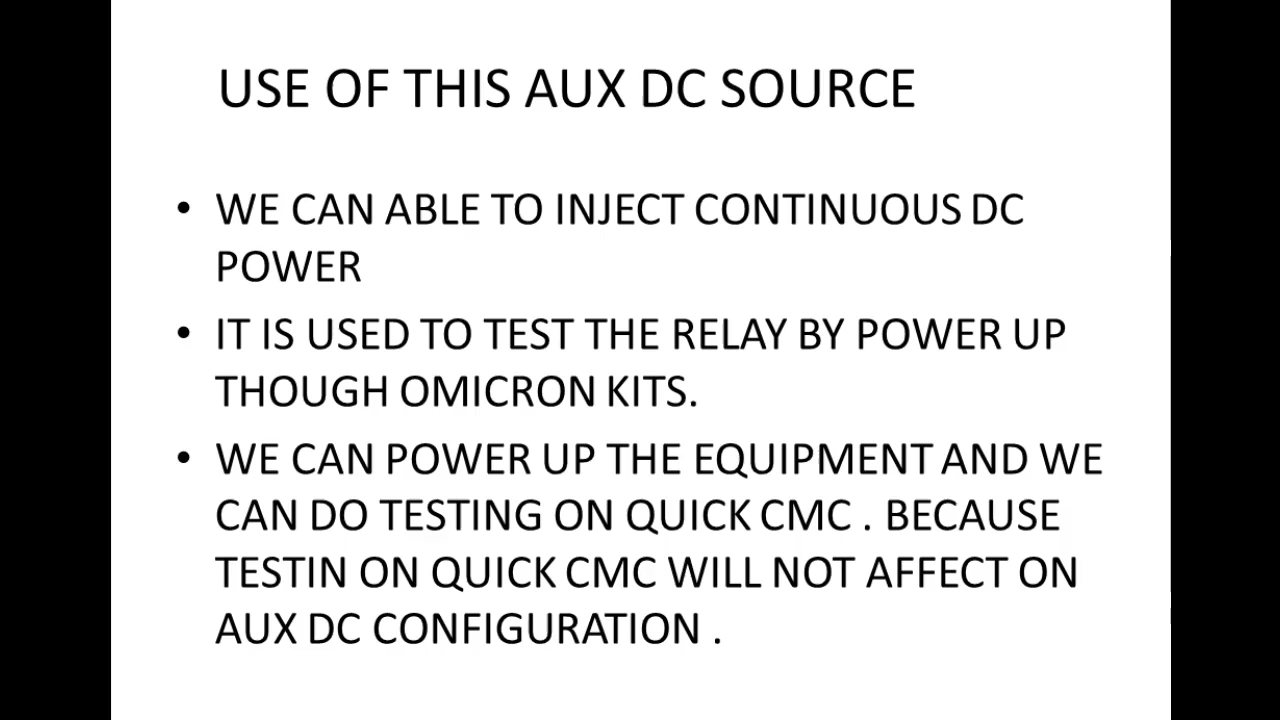 USE OF THIS AUX DC SOURCE
• WE CAN ABLE TO INJECT CONTINUOUS DC
POWER
• IT IS USED TO TEST THE RELAY BY POWER UP
THOUGH OMICRON KITS.
• WE CAN POWER UP THE EQUIPMENT AND WE
CAN DO TESTING ON QUICK CMC . BECAUSE
TESTIN ON QUICK CMC WILL NOT AFFECT ON
AUX DC CONFIGURATION .